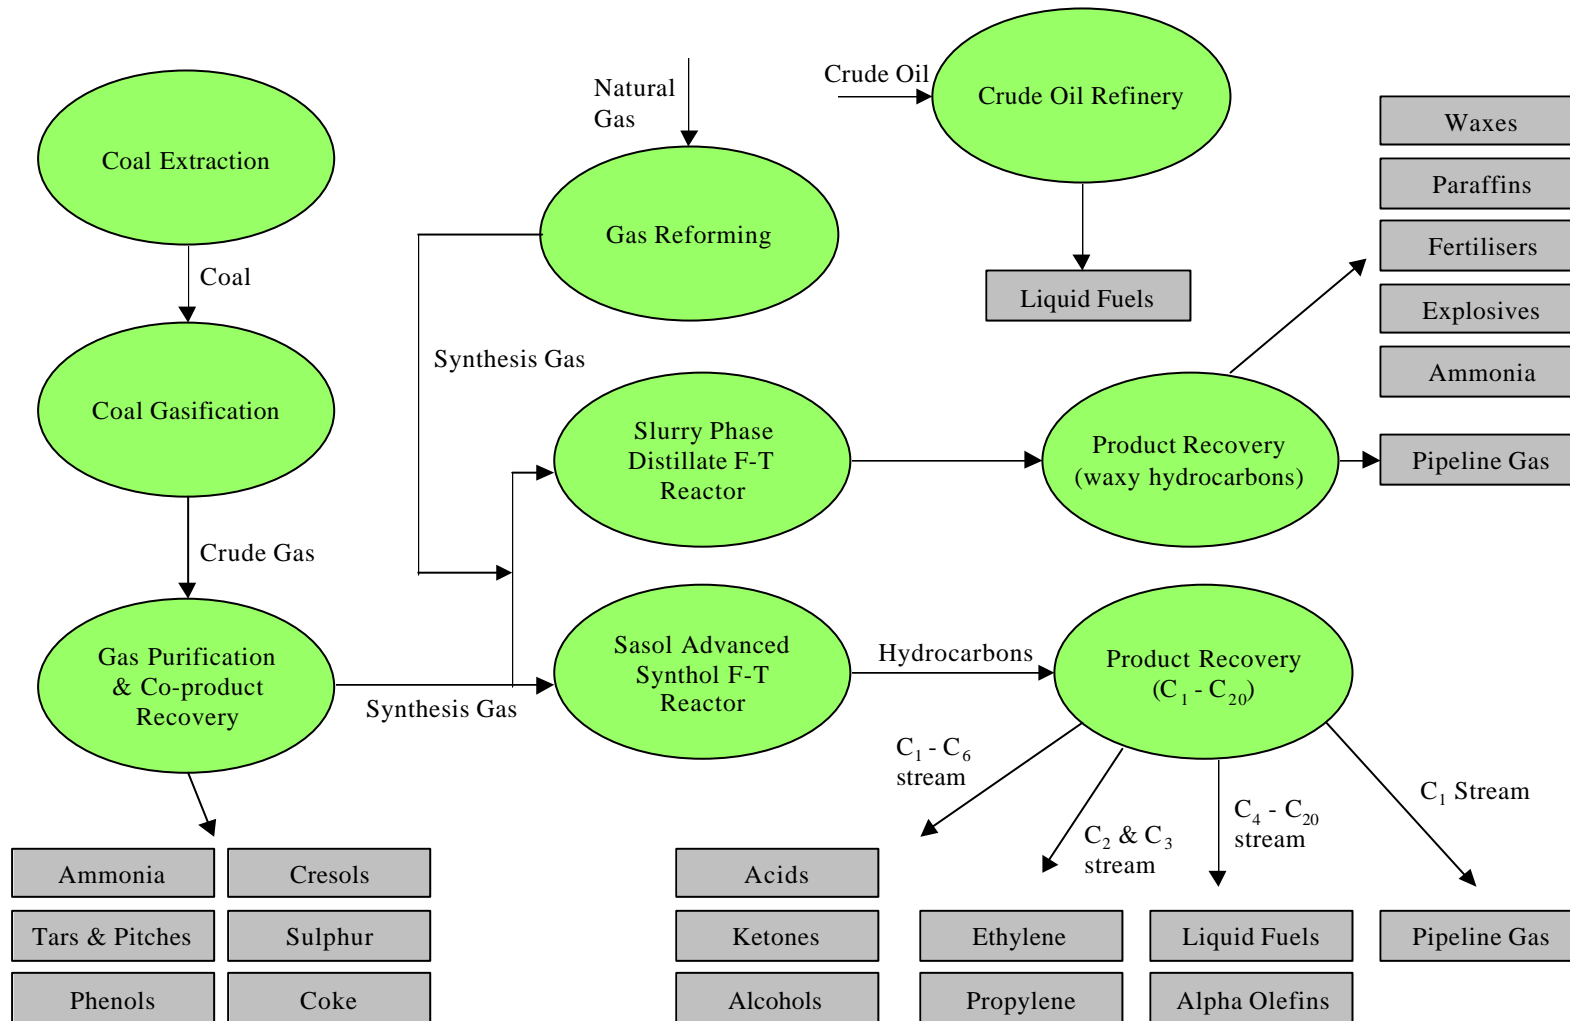 Natural
Gas
Crude Oil
Crude Oil Refinery
Waxes
Coal Extraction
Paraffins
Gas Reforming
Fertilisers
Coal
Liquid Fuels
Explosives
Synthesis Gas
Ammonia
Coal Gasification
Slurry Phase
Distillate F-T
Reactor
Product Recovery
(waxy hydrocarbons)
Pipeline Gas
Crude Gas
Gas Purification
& Co-product
Recovery
Synthesis Gas
Sasol Advanced
Synthol F-T
Reactor
Hydrocarbons
Product Recovery
(C1 - C20)
C1 - C6
stream
C2 & C3
stream
C4 - C20
stream
C1 Stream
Ammonia
Cresols
Acids
Tars & Pitches
Sulphur
Ketones
Ethylene
Liquid Fuels
Pipeline Gas
Phenols
Coke
Alcohols
Propylene
Alpha Olefins